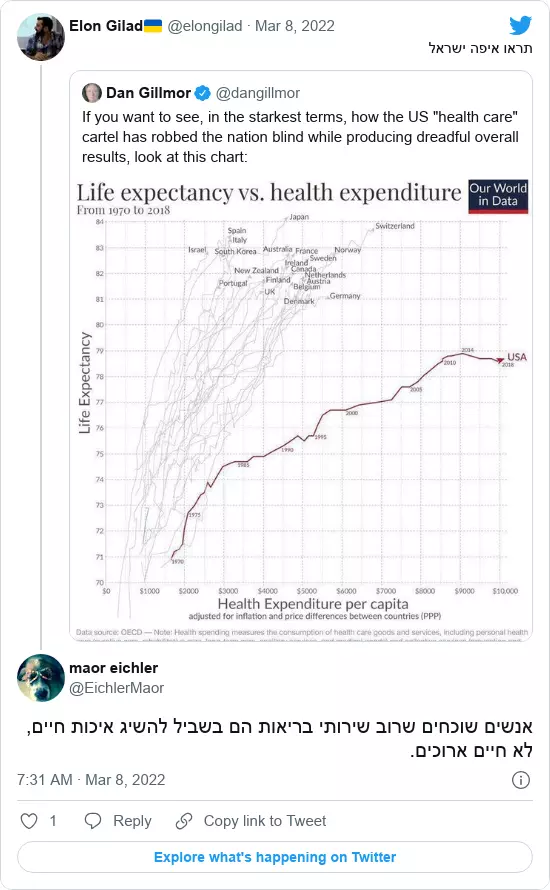 Elon Gilad🇺🇦 @elongilad · Mar 8, 2022
תראו איפה ישראל
Dan Gillmor @dangillmor
If you want to see, in the starkest terms, how the US "health care"
cartel has robbed the nation blind while producing dreadful overall
results, look at this chart:
Life expectancy vs. health expenditure
From 1970 to 2018
Our World
in Data
Life Expectancy
84
83
82
81
80
79
78
77
76
75
74
73
72
71
70
Japan
Switzerland
Spain
Italy
Israel
South Korea
Australia
France
Norway
Sweden
Ireland
Canada
New Zealand
Netherlands
Portugal
Finland
Austria
Belgium
UK
Germany
Denmark
USA
2014
2018
2010
2005
2000
1995
1990
1985
1975
1970
$0
$1000
$2000
$3000
$4000
$5000
$6000
$7000
$8000
$9000
$10,000
Health Expenditure per capita
adjusted for inflation and price differences between countries (PPP)
Data source: OECD — Note: Health spending measures the consumption of health care goods and services, including personal health
maor eichler
@EichlerMaor
אנשים שוכחים שרוב שירותי בריאות הם בשביל להשיג איכות חיים,
לא חיים ארוכים.
7:31 AM · Mar 8, 2022
1 Reply Copy link to Tweet
Explore what's happening on Twitter